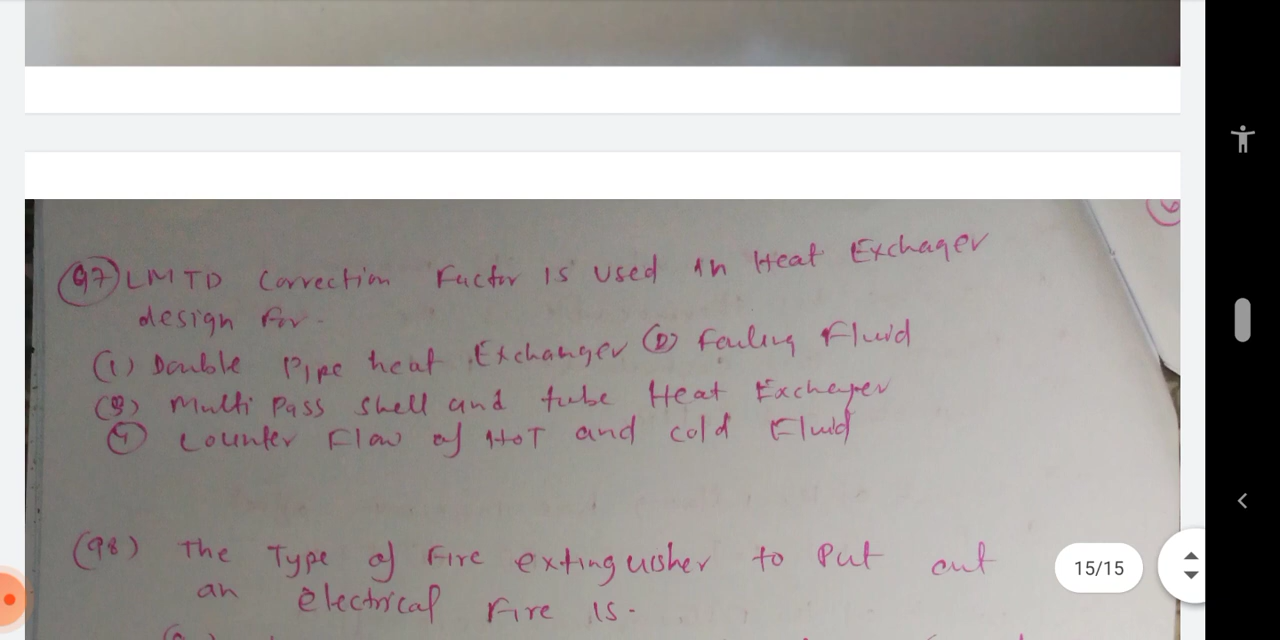 (97) LMTD Correction Factor is used in Heat Exchager
design for -
(1) Double Pipe heat Exchanger (2) Fouling Fluid
(3) Multi Pass shell and tube Heat Exchager
(4) Counter Flow of HOT and cold Fluid
(98) The Type of Fire extinguisher to Put out
an electrical Fire is -
15/15